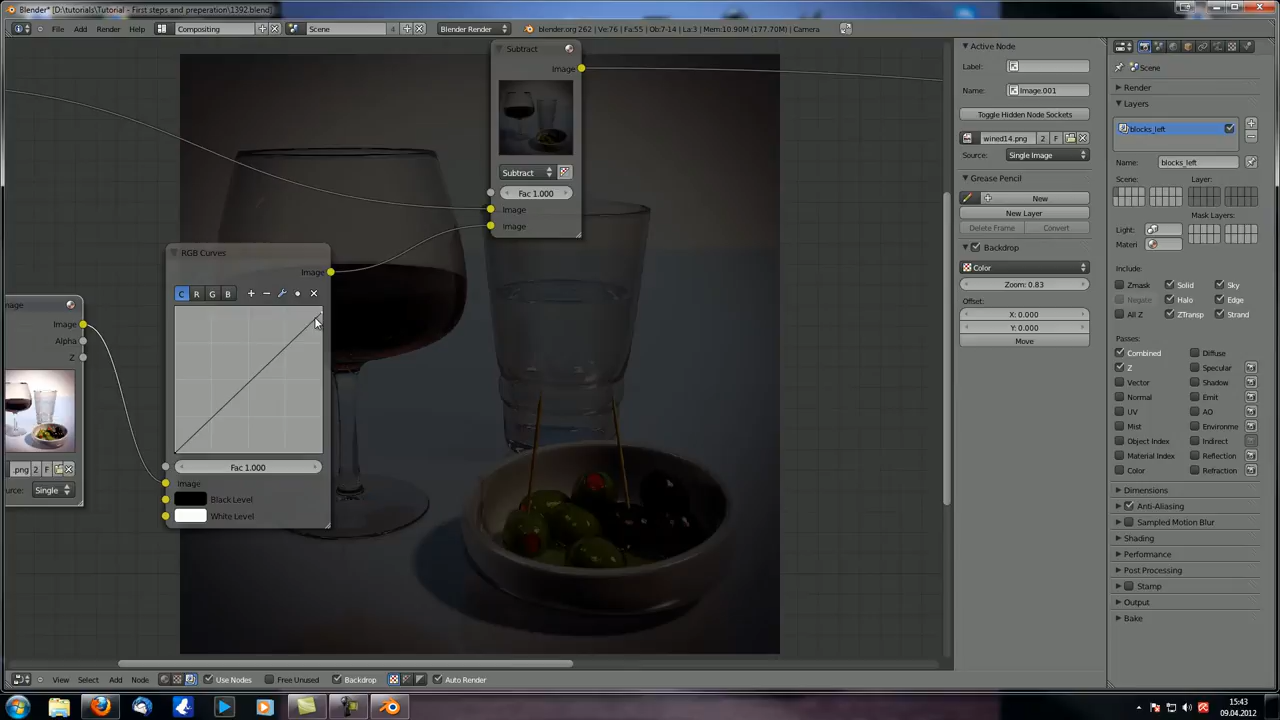 Blender* [D:\tutorials\Tutorial - First steps and preperation\1392.blend]
File Add Render Help Compositing Scene 4 Blender Render blender.org 262 | Ve:76 | Fa:55 | Ob:7-14 | La:3 | Mem:10.90M (177.70M) | Camera
Subtract
Image
Subtract
Fac 1.000
Image
Image
RGB Curves
Image
C R G B
Fac 1.000
Image
Black Level
White Level
mage
Image
Alpha
Z
.png 2 F
urce: Single
Active Node
Label:
Name: Image.001
Toggle Hidden Node Sockets
wined14.png 2 F
Source: Single Image
Grease Pencil
New
New Layer
Delete Frame Convert
Backdrop
Color
Zoom: 0.83
Offset:
X: 0.000
Y: 0.000
Move
Scene
Render
Layers
blocks_left
Name: blocks_left
Scene: Layer:
Mask Layers:
Light:
Materi
Include:
Zmask Solid Sky
Negate Halo Edge
All Z ZTransp Strand
Passes:
Combined Diffuse
Z Specular
Vector Shadow
Normal Emit
UV AO
Mist Environme
Object Index Indirect
Material Index Reflection
Color Refraction
Dimensions
Anti-Aliasing
Sampled Motion Blur
Shading
Performance
Post Processing
Stamp
Output
Bake
View Select Add Node Use Nodes Free Unused Backdrop Auto Render
15:43
09.04.2012